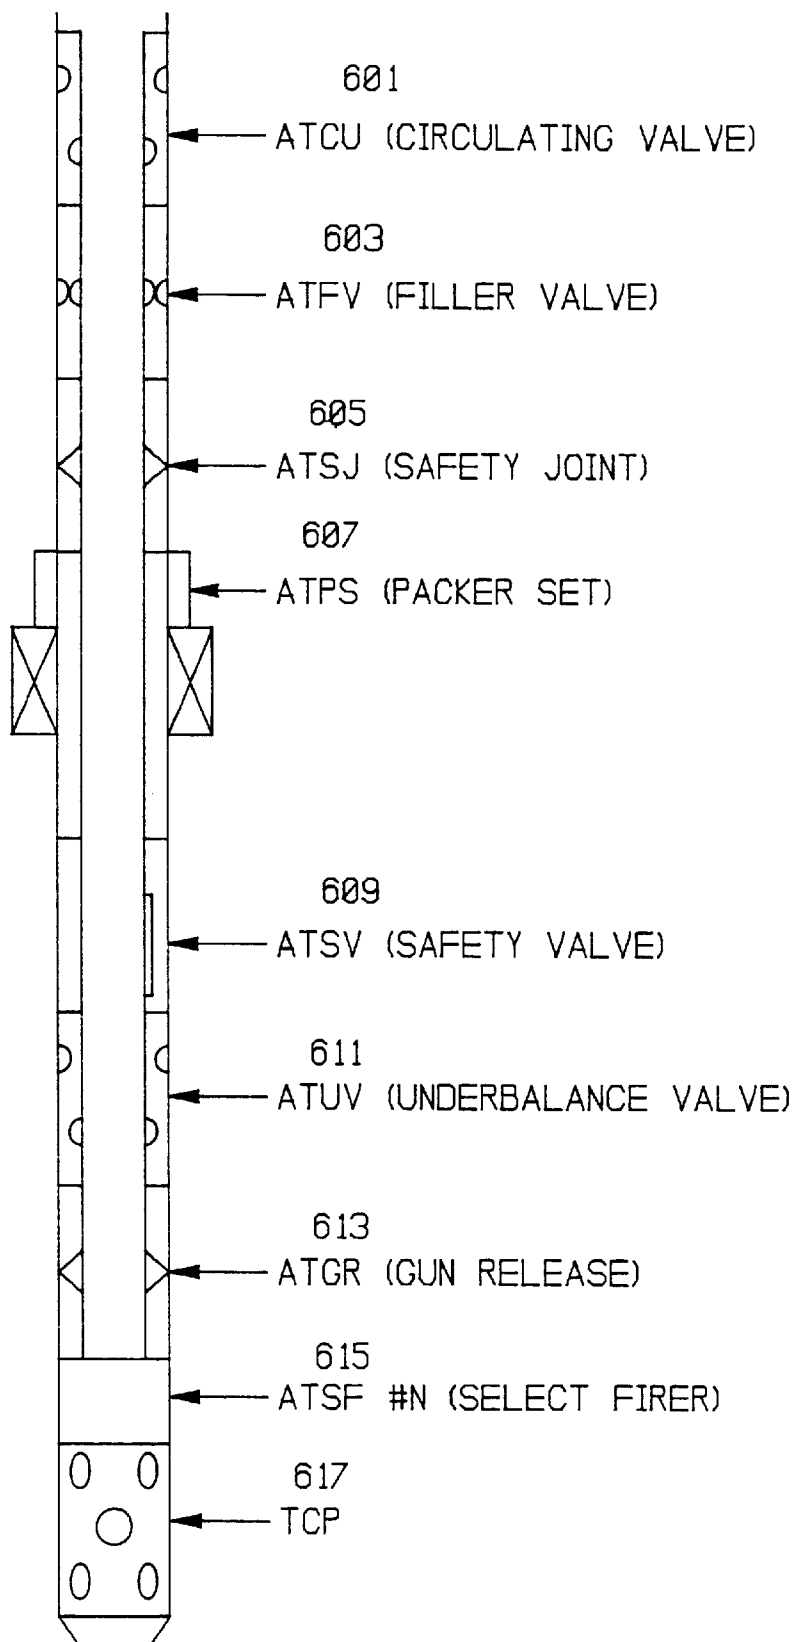 601
ATCU (CIRCULATING VALVE)
603
ATFV (FILLER VALVE)
605
ATSJ (SAFETY JOINT)
607
ATPS (PACKER SET)
609
ATSV (SAFETY VALVE)
611
ATUV (UNDERBALANCE VALVE)
613
ATGR (GUN RELEASE)
615
ATSF #N (SELECT FIRER)
617
TCP